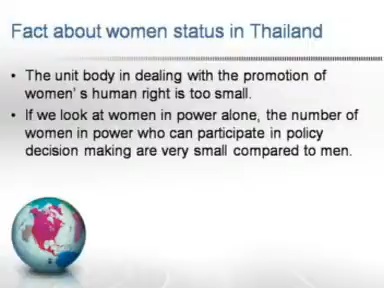 Fact about women status in Thailand
• The unit body in dealing with the promotion of
women' s human right is too small.
• If we look at women in power alone, the number of
women in power who can participate in policy
decision making are very small compared to men.